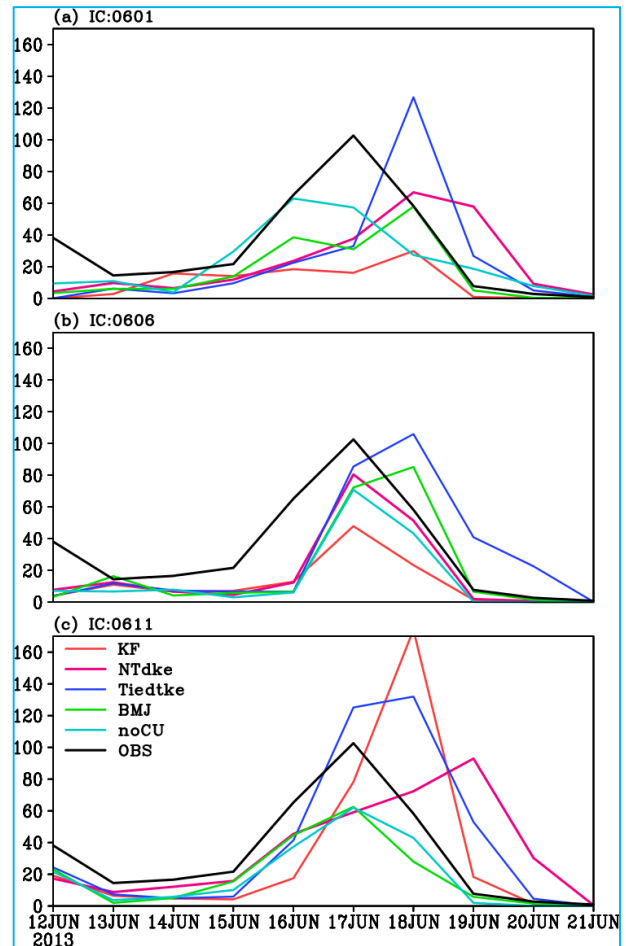 (a) IC:0601
160
140
120
100
80
60
40
20
0
(b) IC:0606
160
140
120
100
80
60
40
20
0
(c) IC:0611
160
140
120
100
80
60
40
20
0
KF
NTdke
Tiedtke
BMJ
noCU
OBS
12JUN 13JUN 14JUN 15JUN 16JUN 17JUN 18JUN 19JUN 20JUN 21JUN
2013